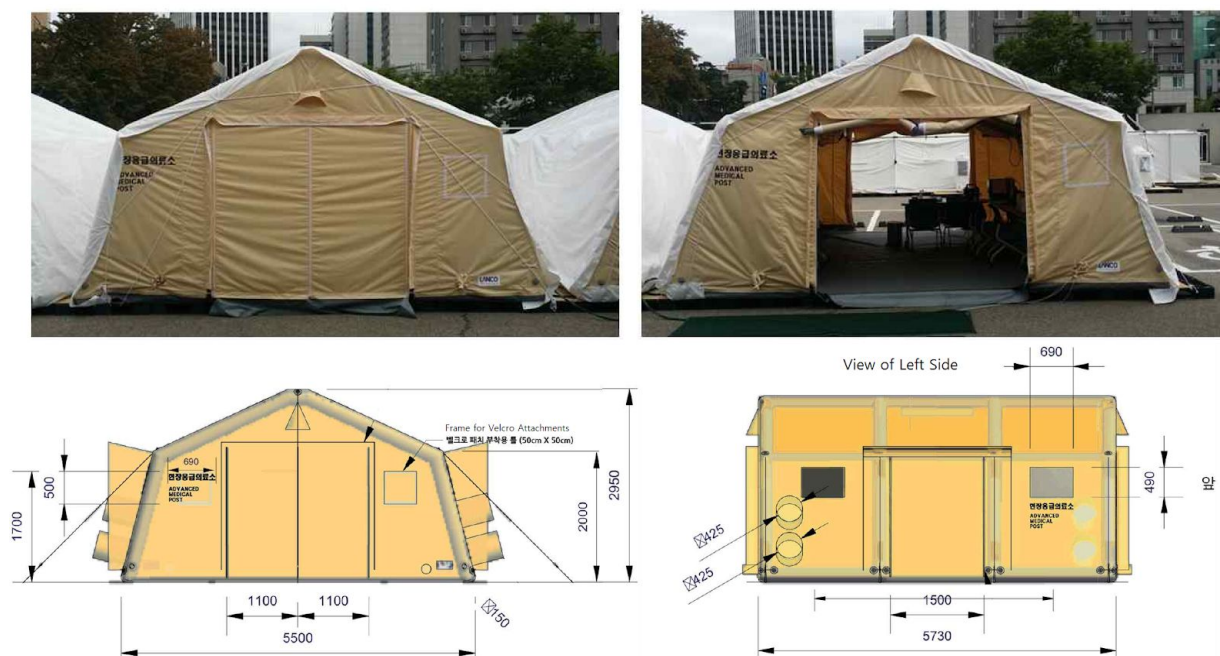 현장응급의료소
ADVANCED
MEDICAL
POST
LANCO
현장응급의료소
ADVANCED
MEDICAL
POST
LANCO
Frame for Velcro Attachments
벨크로 패치 부착용 틀 (50cm X 50cm)
690
500
1700
현장응급의료소
ADVANCED
MEDICAL
POST
2000
2950
1100
1100
5500
☒150
View of Left Side
690
490
앞
현장응급의료소
ADVANCED
MEDICAL
POST
☒425
☒425
1500
5730